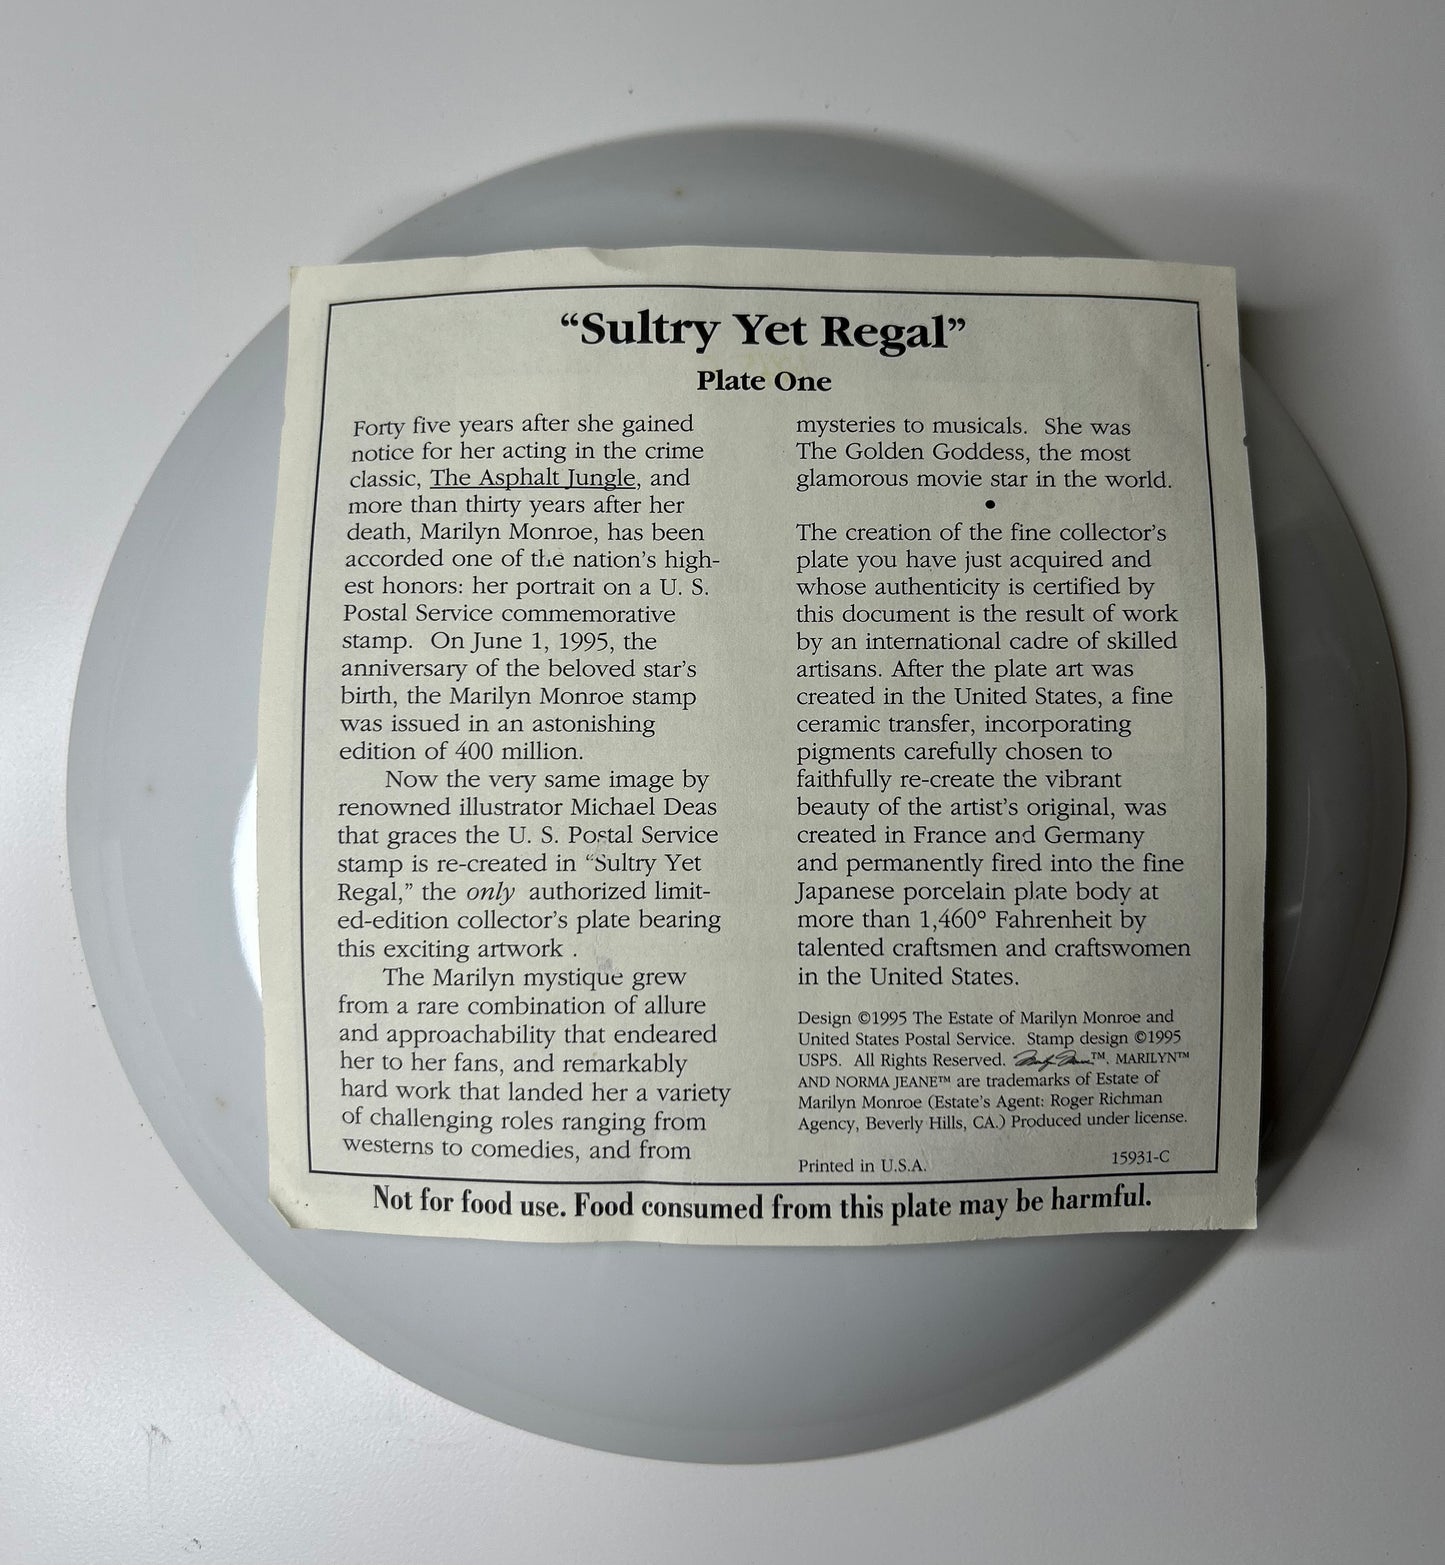 “Sultry Yet Regal”
Plate One
Forty five years after she gained
notice for her acting in the crime
classic, The Asphalt Jungle, and
more than thirty years after her
death, Marilyn Monroe, has been
accorded one of the nation’s high-
est honors: her portrait on a U. S.
Postal Service commemorative
stamp.  On June 1, 1995, the
anniversary of the beloved star’s
birth, the Marilyn Monroe stamp
was issued in an astonishing
edition of 400 million.
Now the very same image by
renowned illustrator Michael Deas
that graces the U. S. Postal Service
stamp is re-created in “Sultry Yet
Regal,” the only authorized limit-
ed-edition collector’s plate bearing
this exciting artwork .
The Marilyn mystique grew
from a rare combination of allure
and approachability that endeared
her to her fans, and remarkably
hard work that landed her a variety
of challenging roles ranging from
westerns to comedies, and from
mysteries to musicals.  She was
The Golden Goddess, the most
glamorous movie star in the world.
•
The creation of the fine collector’s
plate you have just acquired and
whose authenticity is certified by
this document is the result of work
by an international cadre of skilled
artisans. After the plate art was
created in the United States, a fine
ceramic transfer, incorporating
pigments carefully chosen to
faithfully re-create the vibrant
beauty of the artist’s original, was
created in France and Germany
and permanently fired into the fine
Japanese porcelain plate body at
more than 1,460° Fahrenheit by
talented craftsmen and craftswomen
in the United States.
Design ©1995 The Estate of Marilyn Monroe and
United States Postal Service.  Stamp design ©1995
USPS.  All Rights Reserved. Marilyn Monroe™, MARILYN™
AND NORMA JEANE™ are trademarks of Estate of
Marilyn Monroe (Estate’s Agent: Roger Richman
Agency, Beverly Hills, CA.) Produced under license.
Printed in U.S.A.
15931-C
Not for food use. Food consumed from this plate may be harmful.